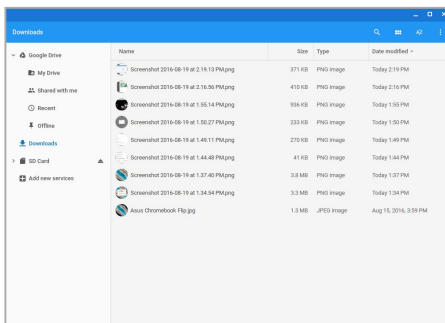 Downloads
Google Drive
My Drive
Shared with me
Recent
Offline
Downloads
SD Card
Add new services
Name Size Type Date modified
Screenshot 2016-08-19 at 2.19.13 PM.png 371 KB PNG image Today 2:19 PM
Screenshot 2016-08-19 at 2.16.56 PM.png 410 KB PNG image Today 2:16 PM
Screenshot 2016-08-19 at 1.55.14 PM.png 936 KB PNG image Today 1:55 PM
Screenshot 2016-08-19 at 1.50.27 PM.png 233 KB PNG image Today 1:50 PM
Screenshot 2016-08-19 at 1.49.11 PM.png 270 KB PNG image Today 1:49 PM
Screenshot 2016-08-19 at 1.44.48 PM.png 41 KB PNG image Today 1:44 PM
Screenshot 2016-08-19 at 1.37.40 PM.png 3.8 MB PNG image Today 1:37 PM
Screenshot 2016-08-19 at 1.34.54 PM.png 3.3 MB PNG image Today 1:34 PM
Asus Chromebook Flip.jpg 1.3 MB JPEG image Aug 15, 2016, 3:59 PM